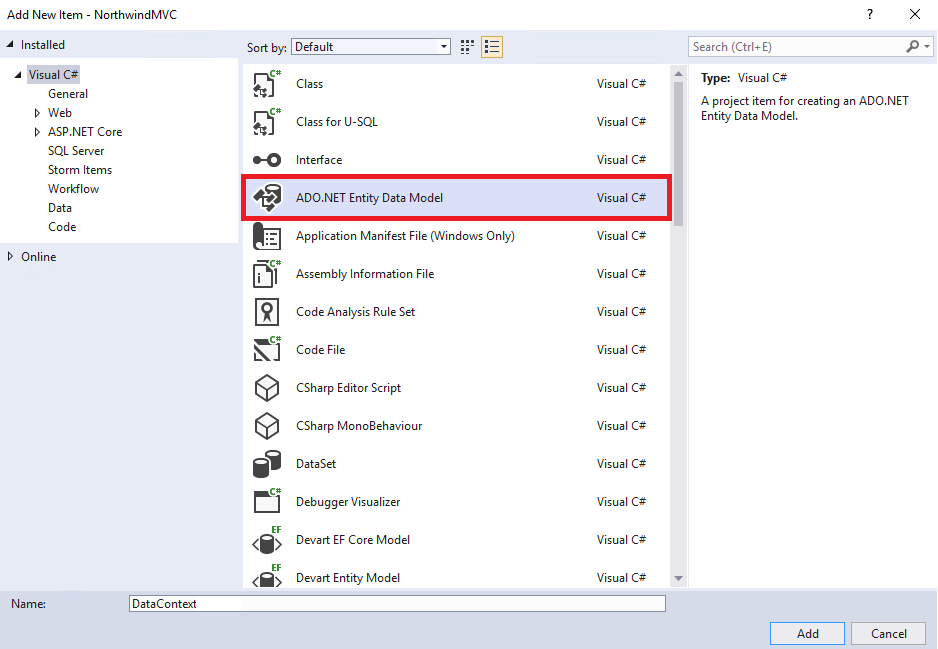 Add New Item - NorthwindMVC
?
Installed
Sort by: Default
Search (Ctrl+E)
Visual C#
General
Web
ASP.NET Core
SQL Server
Storm Items
Workflow
Data
Code
Online
C# Class Visual C#
C# Class for U-SQL Visual C#
Interface Visual C#
ADO.NET Entity Data Model Visual C#
Application Manifest File (Windows Only) Visual C#
C# Assembly Information File Visual C#
Code Analysis Rule Set Visual C#
C# Code File Visual C#
CSharp Editor Script Visual C#
CSharp MonoBehaviour Visual C#
DataSet Visual C#
C# Debugger Visualizer Visual C#
EF Devart EF Core Model Visual C#
EF Devart Entity Model Visual C#
Type: Visual C#
A project item for creating an ADO.NET
Entity Data Model.
Name: DataContext
Add Cancel